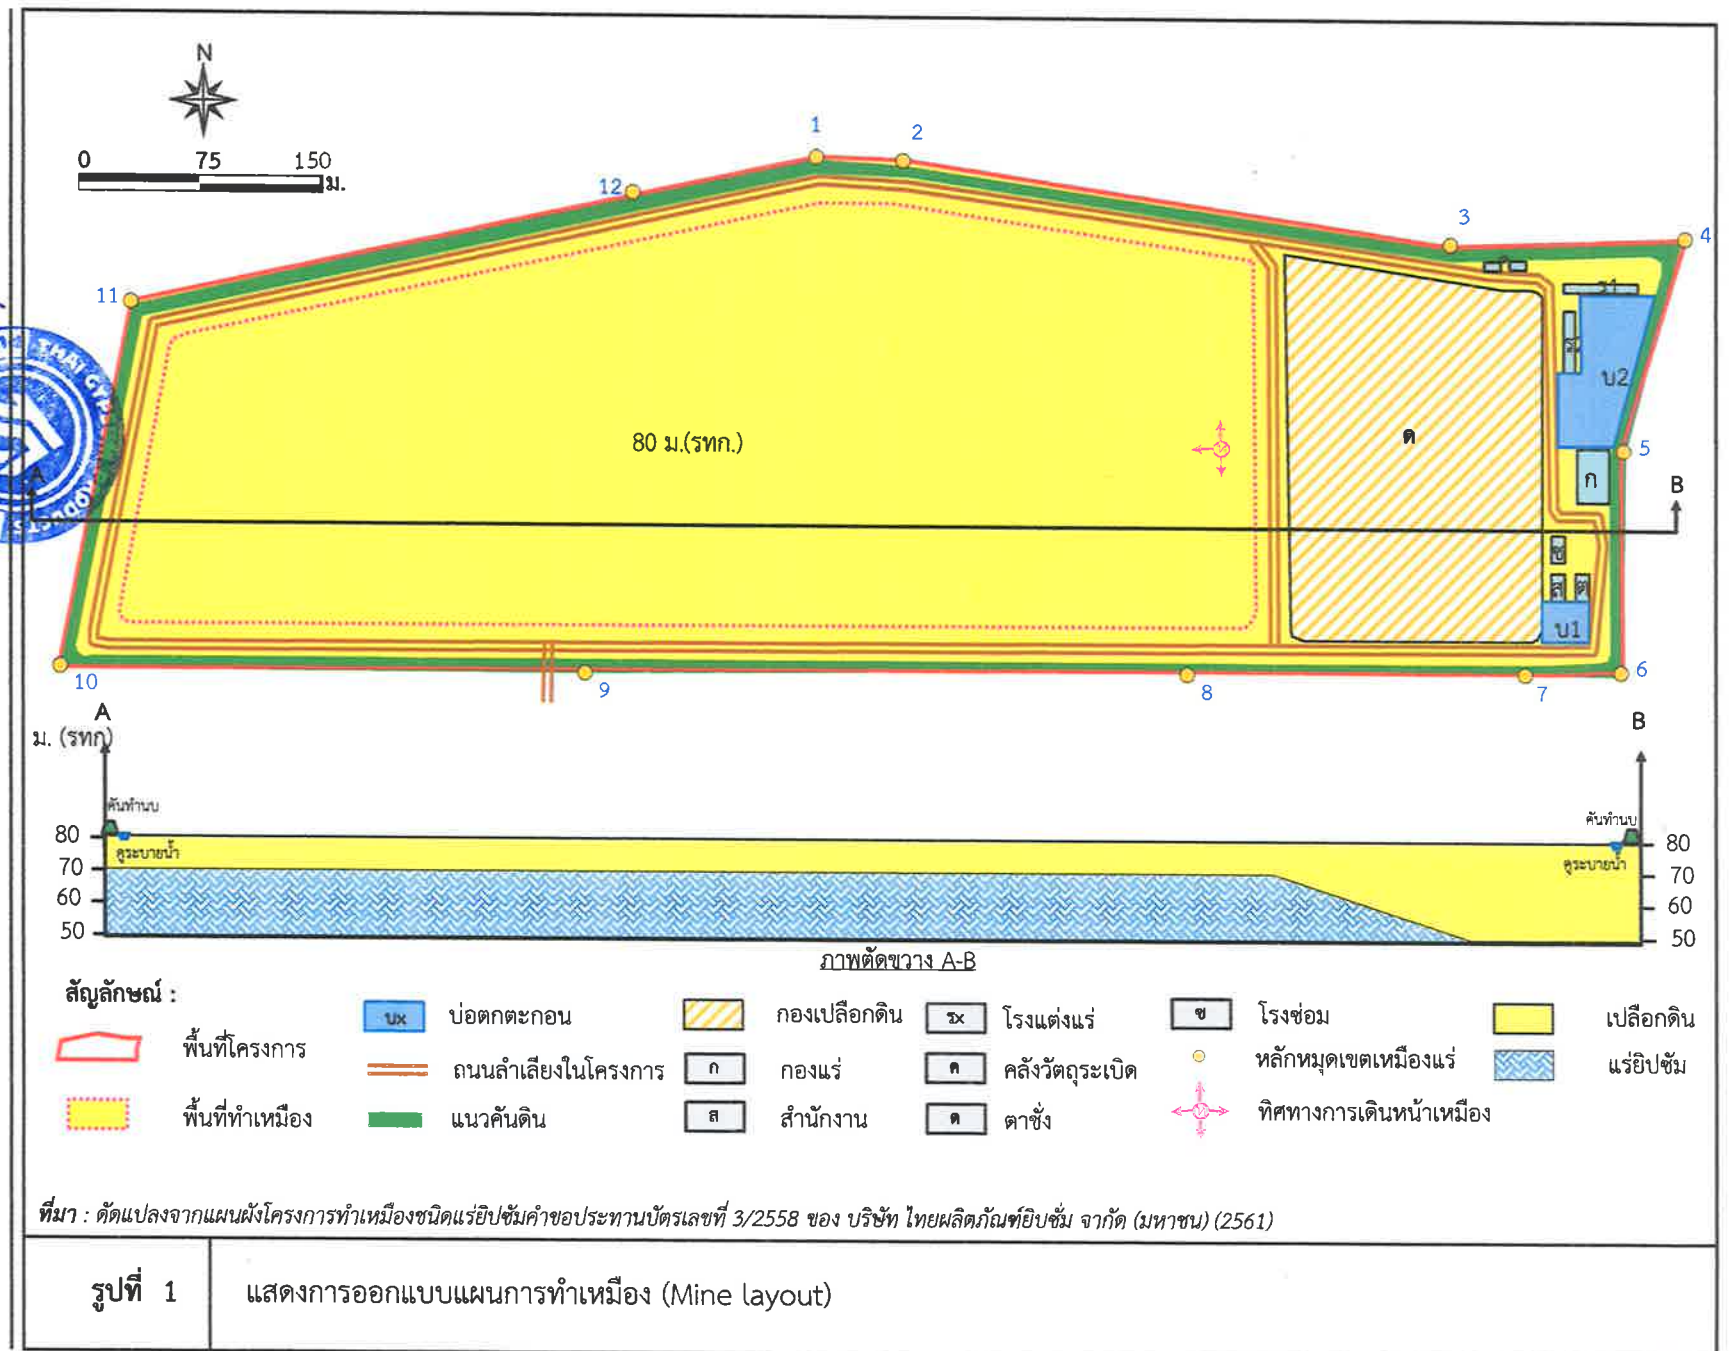 N
0 75 150
ม.
1
2
12
3
4
11
THAI GYPSUM
PRODUCTS
80 ม.(รทก.)
ด
ร1
บ2
5
ก
A
B
ซ
ส
ต
บ1
10
9
8
7
6
A
B
ม. (รทก)
คันทำนบ
คันทำนบ
80
80
คูระบายน้ำ
คูระบายน้ำ
70
70
60
60
50
50
ภาพตัดขวาง A-B
สัญลักษณ์ :
พื้นที่โครงการ
พื้นที่ทำเหมือง
บx บ่อตกตะกอน
ถนนลำเลียงในโครงการ
แนวคันดิน
กองเปลือกดิน
ก กองแร่
ส สำนักงาน
รx โรงแต่งแร่
ค คลังวัตถุระเบิด
ต ตาชั่ง
ซ โรงซ่อม
หลักหมุดเขตเหมืองแร่
ทิศทางการเดินหน้าเหมือง
เปลือกดิน
แร่ยิปซัม
ที่มา : ดัดแปลงจากแผนผังโครงการทำเหมืองชนิดแร่ยิปซัมคำขอประทานบัตรเลขที่ 3/2558 ของ บริษัท ไทยผลิตภัณฑ์ยิบซั่ม จากัด (มหาชน) (2561)
รูปที่ 1
แสดงการออกแบบแผนการทำเหมือง (Mine layout)